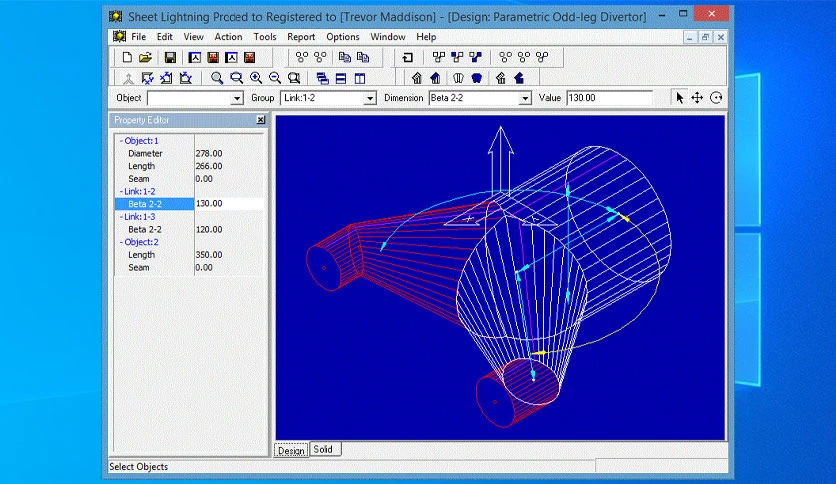 Sheet Lightning Prcced to Registered to [Trevor Maddison] - [Design: Parametric Odd-leg Divertor]
File Edit View Action Tools Report Options Window Help
Object Group Link:1-2 Dimension Beta 2-2 Value 130.00
Property Editor
- Object:1
Diameter 278.00
Length 266.00
Seam 0.00
- Link:1-2
Beta 2-2 130.00
- Link:1-3
Beta 2-2 120.00
- Object:2
Length 350.00
Seam 0.00
Design Solid
Select Objects